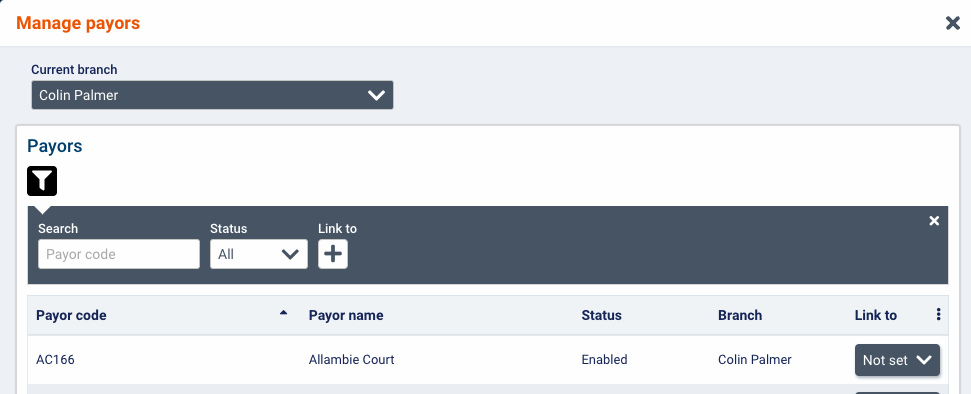 Manage payors
Current branch
Colin Palmer
Payors
Search Status Link to
Payor code All
Payor code Payor name Status Branch Link to
AC166 Allambie Court Enabled Colin Palmer Not set